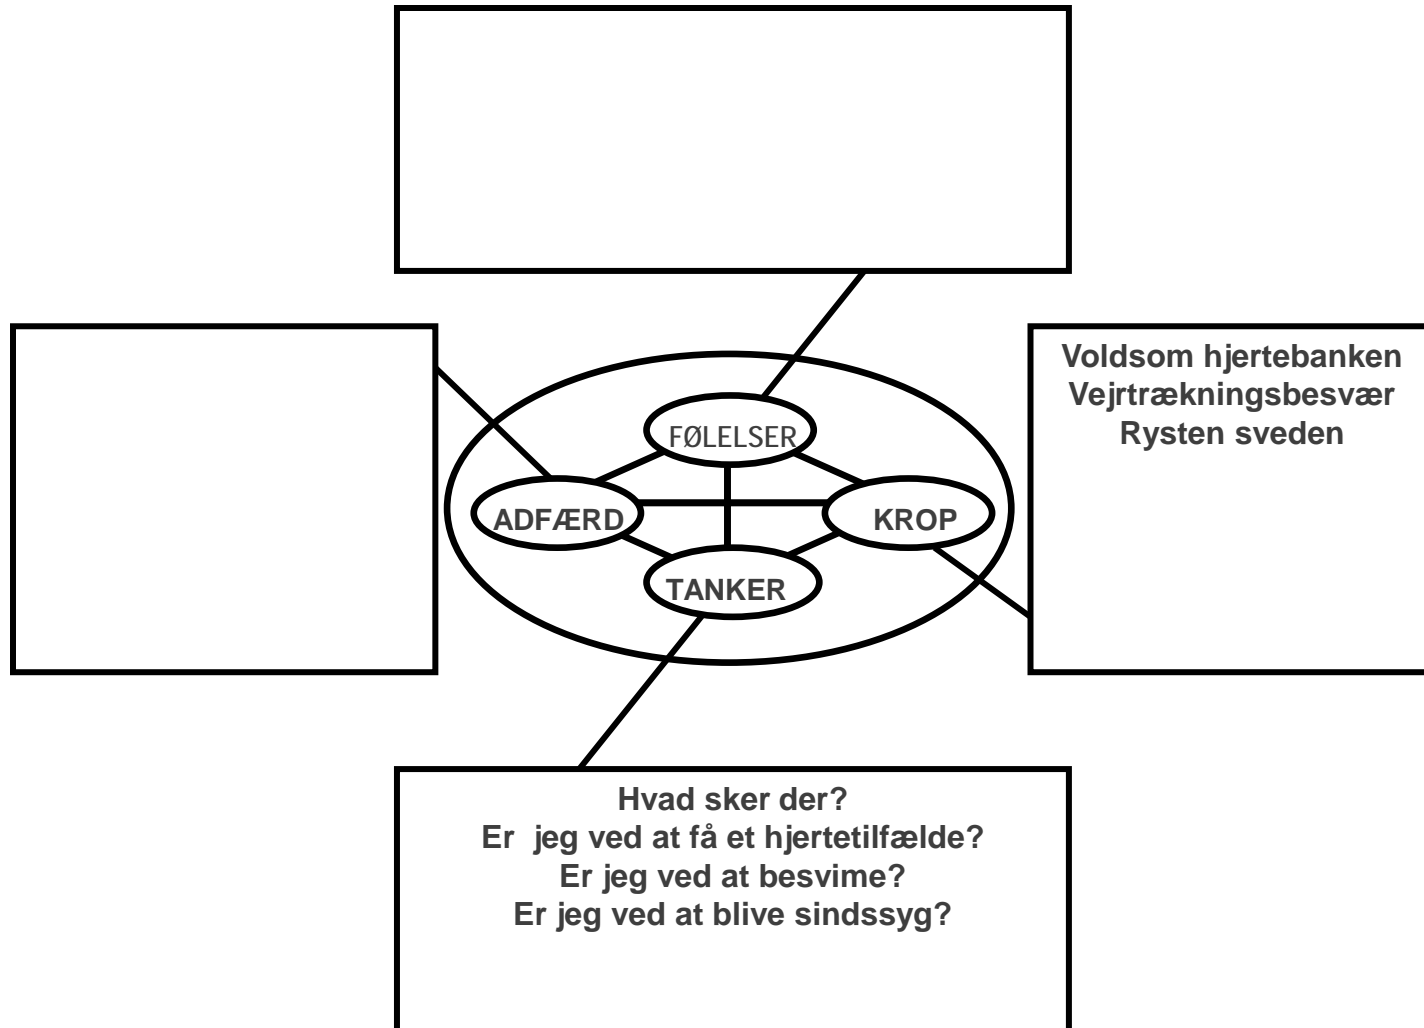 Voldsom hjertebanken
Vejrtrækningsbesvær
Rysten sveden
FØLELSER
ADFÆRD
KROP
TANKER
Hvad sker der?
Er jeg ved at få et hjertetilfælde?
Er jeg ved at besvime?
Er jeg ved at blive sindssyg?